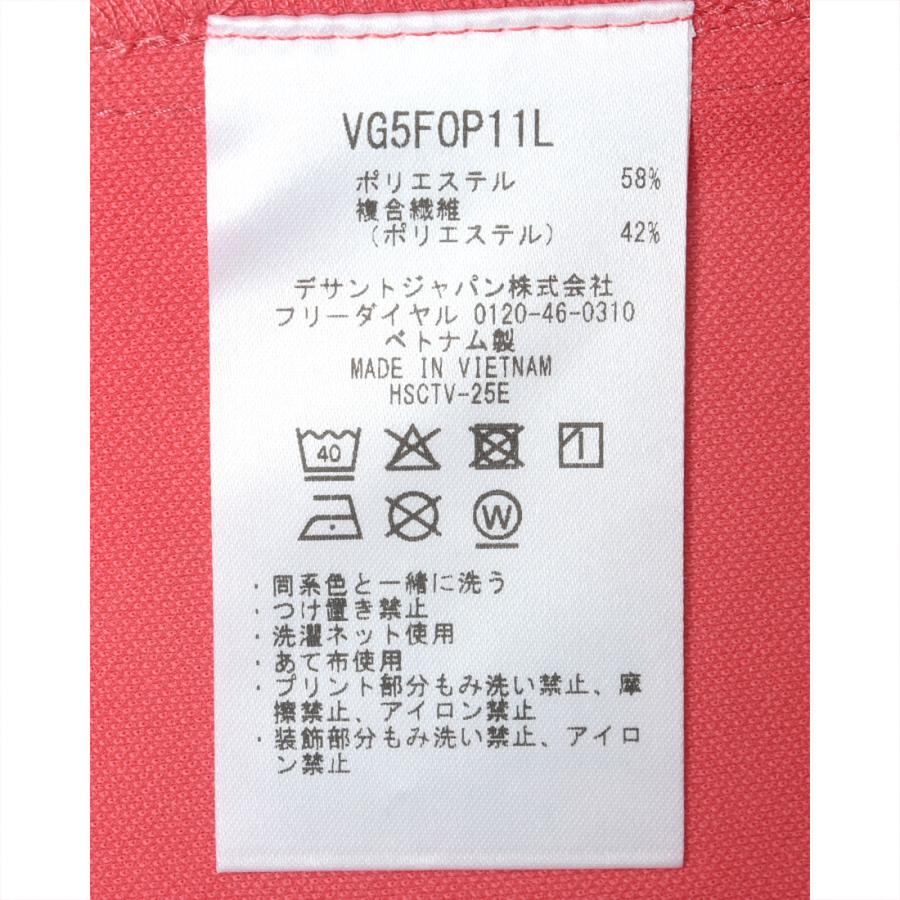 VG5F0P11L
ポリエステル 58%
複合繊維
(ポリエステル) 42%
デサントジャパン株式会社
フリーダイヤル 0120-46-0310
ベトナム製
MADE IN VIETNAM
HSCTV-25E
40
W
・同系色と一緒に洗う
・つけ置き禁止
・洗濯ネット使用
・あて布使用
・プリント部分もみ洗い禁止、摩
擦禁止、アイロン禁止
・装飾部分もみ洗い禁止、アイロ
ン禁止